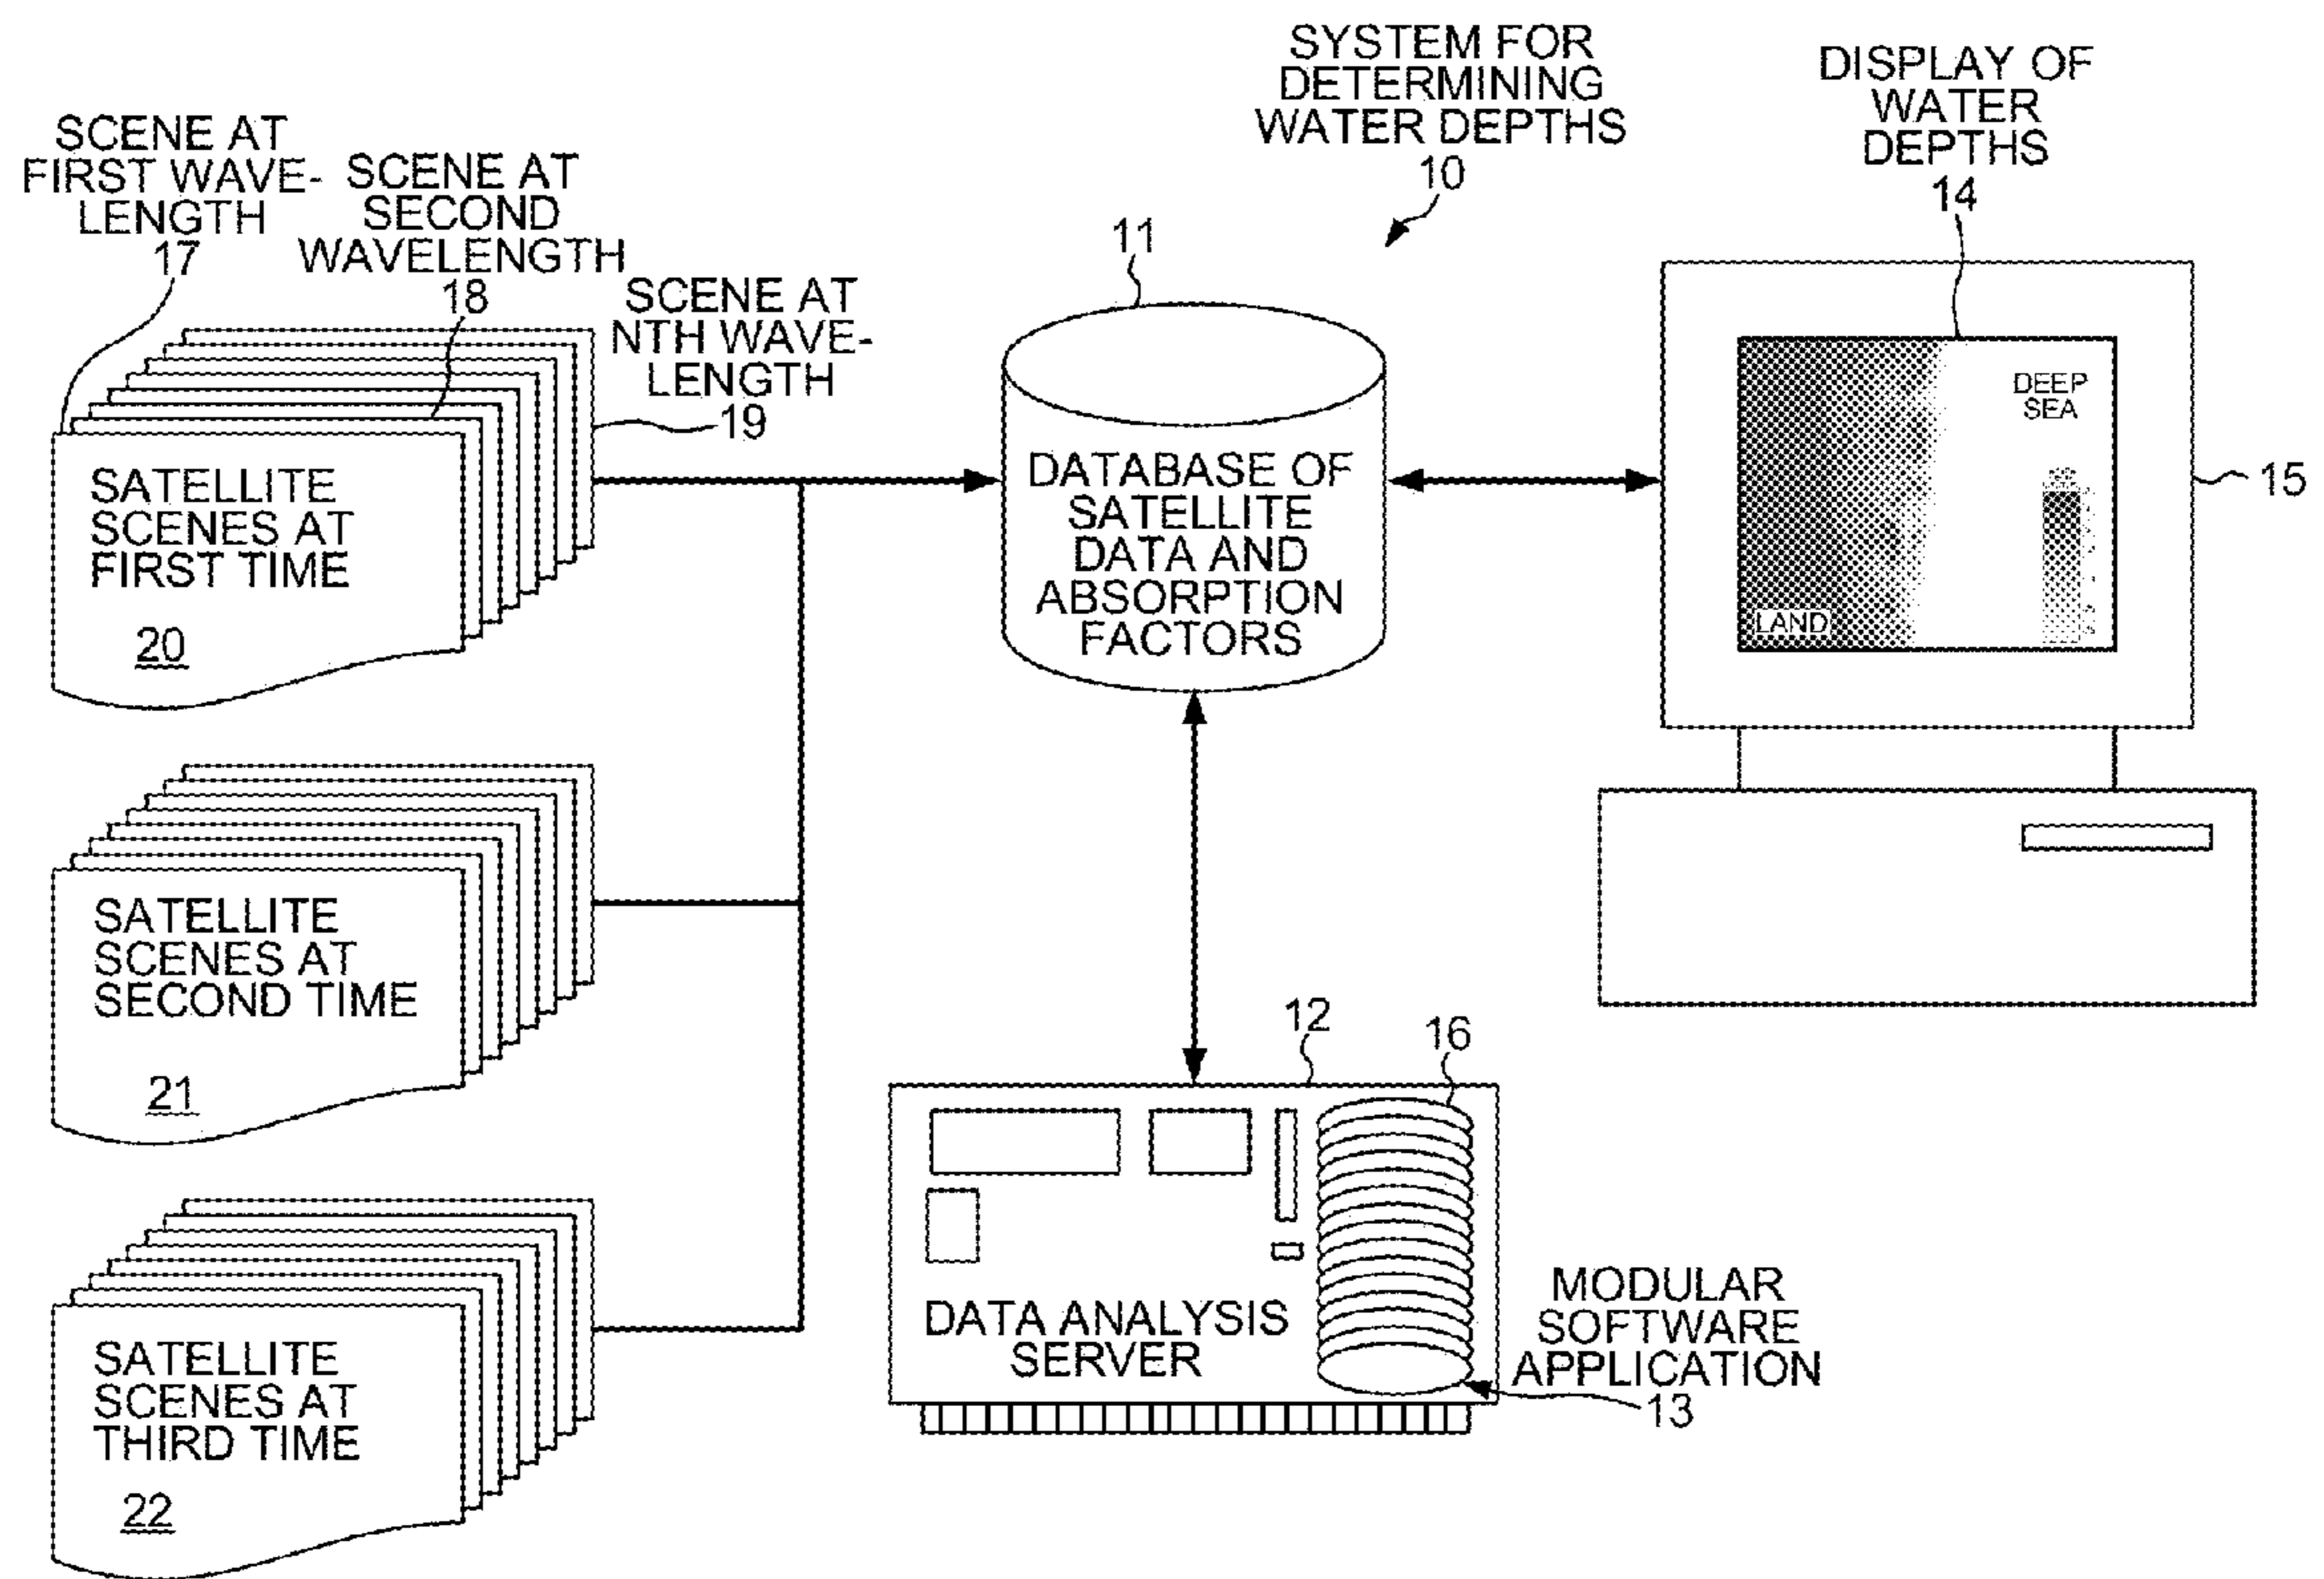 SYSTEM FOR
DETERMINING
WATER DEPTHS
10
DISPLAY OF
WATER
DEPTHS
14
SCENE AT
FIRST WAVE-
LENGTH
17
SCENE AT
SECOND
WAVELENGTH
18
SCENE AT
NTH WAVE-
LENGTH
19
11
DATABASE OF
SATELLITE
DATA AND
ABSORPTION
FACTORS
DEEP
SEA
LAND
15
SATELLITE
SCENES AT
FIRST TIME
20
SATELLITE
SCENES AT
SECOND TIME
21
SATELLITE
SCENES AT
THIRD TIME
22
12
16
DATA ANALYSIS
SERVER
MODULAR
SOFTWARE
APPLICATION
13